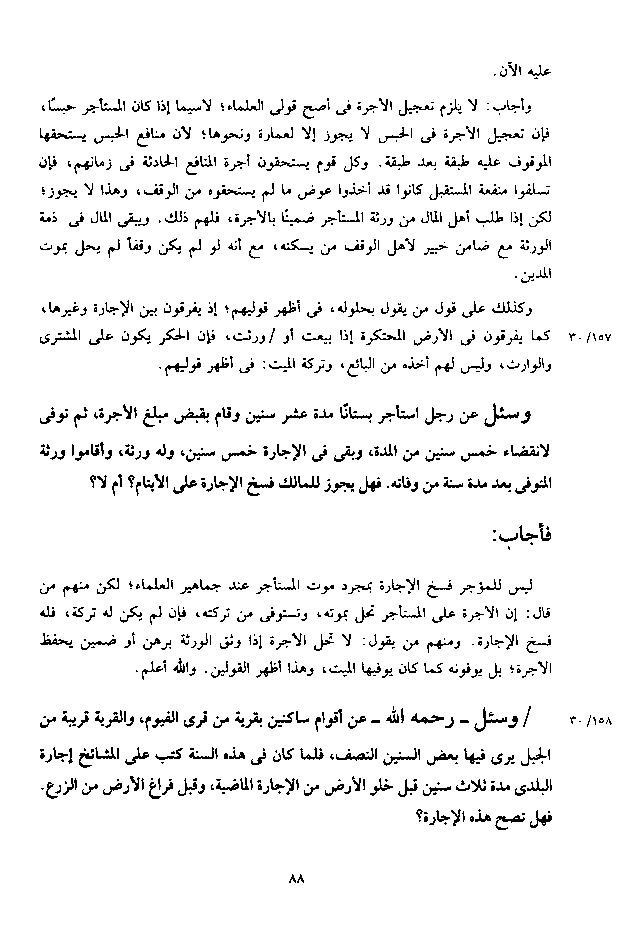 عليه الآن.
وأجاب: لا يلزم تعجيل الأجرة فى أصح قولى العلماء؛ لاسيما إذا كان المستأجر حبسًا،
فإن تعجيل الأجرة فى الحبس لا يجوز إلا لعمارة ونحوها؛ لأن منافع الحبس يستحقها
الموقوف عليه طبقة بعد طبقة. وكل قوم يستحقون أجرة المنافع الحادثة فى زمانهم، فإن
تسلفوا منفعة المستقبل كانوا قد أخذوا عوض ما لم يستحقوه من الوقف، وهذا لا يجوز؛
لكن إذا طلب أهل المال من ورثة المستأجر ضمينًا بالأجرة، فلهم ذلك. ويبقى المال فى ذمة
الورثة مع ضامن خبير لأهل الوقف من يسكنه، مع أنه لو لم يكن وقفاً لم يحل بموت
المدين.
وكذلك على قول من يقول بحلوله، فى أظهر قوليهم؛ إذ يفرقون بين الإجارة وغيرها،
٣٠/١٥٧ كما يفرقون فى الأرض المحتكرة إذا بيعت أو /ورثت، فإن الحكر يكون على المشترى
والوارث، وليس لهم أخذه من البائع، وتركة الميت: فى أظهر قوليهم.
وسئل عن رجل استأجر بستانًا مدة عشر سنين وقام بقبض مبلغ الأجرة، ثم توفى
لانقضاء خمس سنين من المدة، وبقى فى الإجارة خمس سنين، وله ورثة، وأقاموا ورثة
المتوفى بعد مدة سنة من وفاته. فهل يجوز للمالك فسخ الإجارة على الأيتام؟ أم لا؟
فأجاب:
ليس للمؤجر فسخ الإجارة بمجرد موت المستأجر عند جماهير العلماء؛ لكن منهم من
قال: إن الأجرة على المستأجر تحل بموته، وتستوفى من تركته، فإن لم يكن له تركة، فله
فسخ الإجارة. ومنهم من يقول: لا تحل الأجرة إذا وثق الورثة برهن أو ضمين يحفظ
الأجرة؛ بل يوفونه كما كان يوفيها الميت، وهذا أظهر القولين. والله أعلم.
٣٠/١٥٨ / وسئل ـ رحمه الله ـ عن أقوام ساكنين بقرية من قرى الفيوم، والقرية قريبة من
الجبل يرى فيها بعض السنين النصف، فلما كان فى هذه السنة كتب على المشائخ إجارة
البلدى مدة ثلاث سنين قبل خلو الأرض من الإجارة الماضية، وقبل فراغ الأرض من الزرع.
فهل تصح هذه الإجارة؟
٨٨